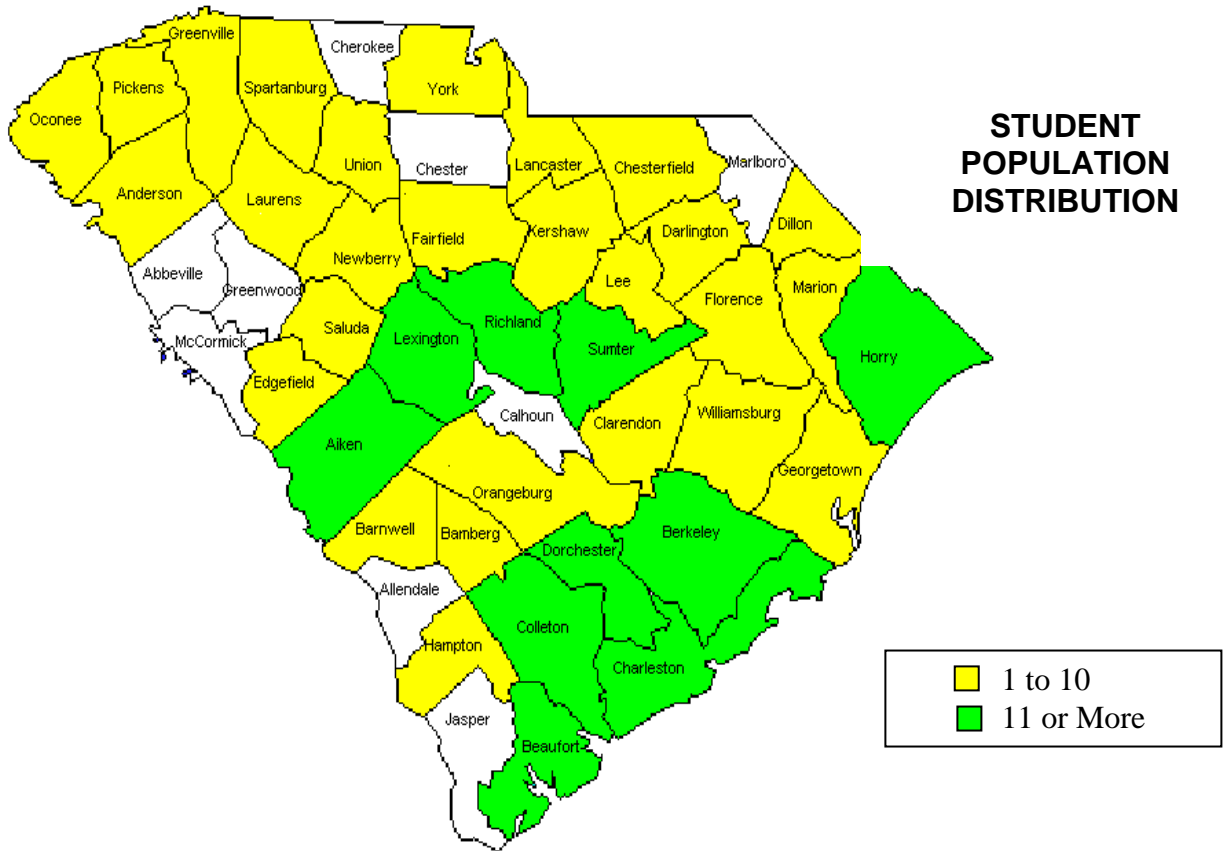 STUDENT
POPULATION
DISTRIBUTION
Greenville
Cherokee
Pickens
Spartanburg
York
Oconee
Union
Chester
Lancaster
Chesterfield
Marlboro
Anderson
Laurens
Newberry
Fairfield
Kershaw
Darlington
Dillon
Abbeville
Greenwood
Lee
Florence
Marion
McCormick
Saluda
Lexington
Richland
Sumter
Horry
Edgefield
Calhoun
Clarendon
Williamsburg
Aiken
Georgetown
Orangeburg
Barnwell
Bamberg
Dorchester
Berkeley
Allendale
Colleton
Hampton
Charleston
Jasper
Beaufort
1 to 10
11 or More